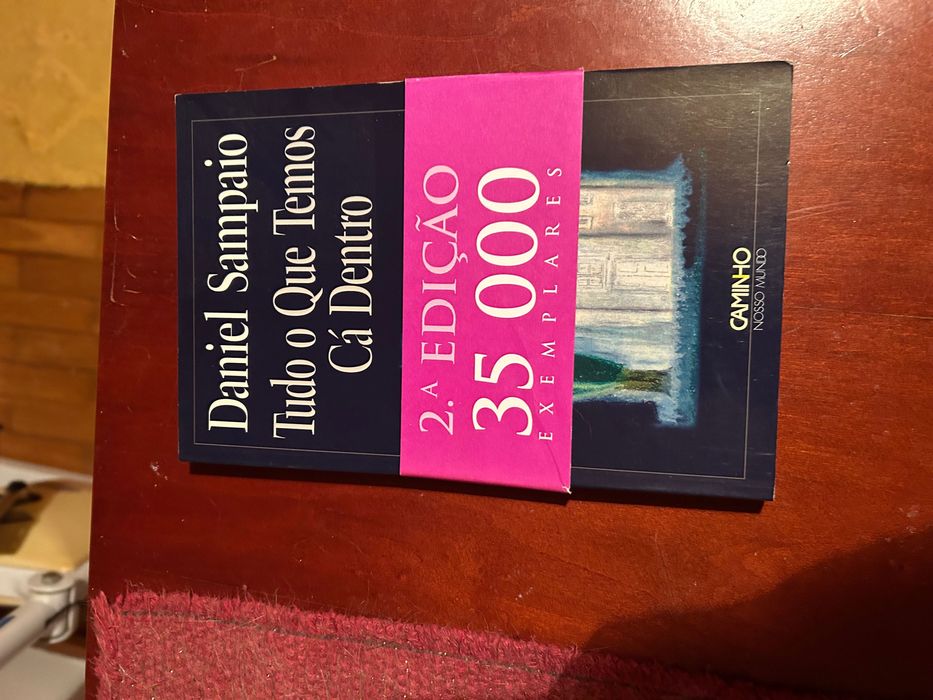 Daniel Sampaio
Tudo o Que Temos
Cá Dentro
2.ª EDIÇÃO
35 000
EXEMPLARES
CAMINHO
NOSSO MUNDO